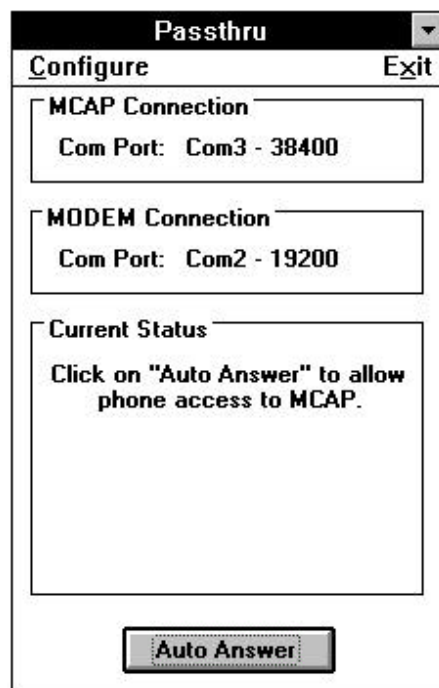 Passthru
Configure Exit
MCAP Connection
Com Port: Com3 - 38400
MODEM Connection
Com Port: Com2 - 19200
Current Status
Click on "Auto Answer" to allow
phone access to MCAP.
Auto Answer